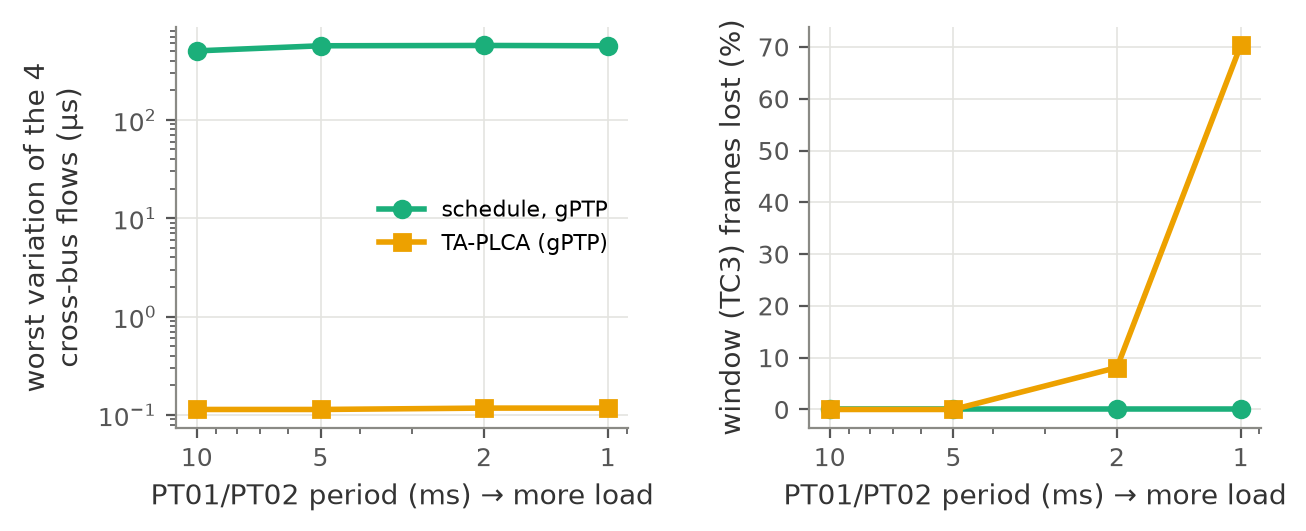 worst variation of the 4
cross-bus flows (µs)
10²
10¹
10⁰
10⁻¹
schedule, gPTP
TA-PLCA (gPTP)
10 5 2 1
PT01/PT02 period (ms) → more load
window (TC3) frames lost (%)
70
60
50
40
30
20
10
0
10 5 2 1
PT01/PT02 period (ms) → more load